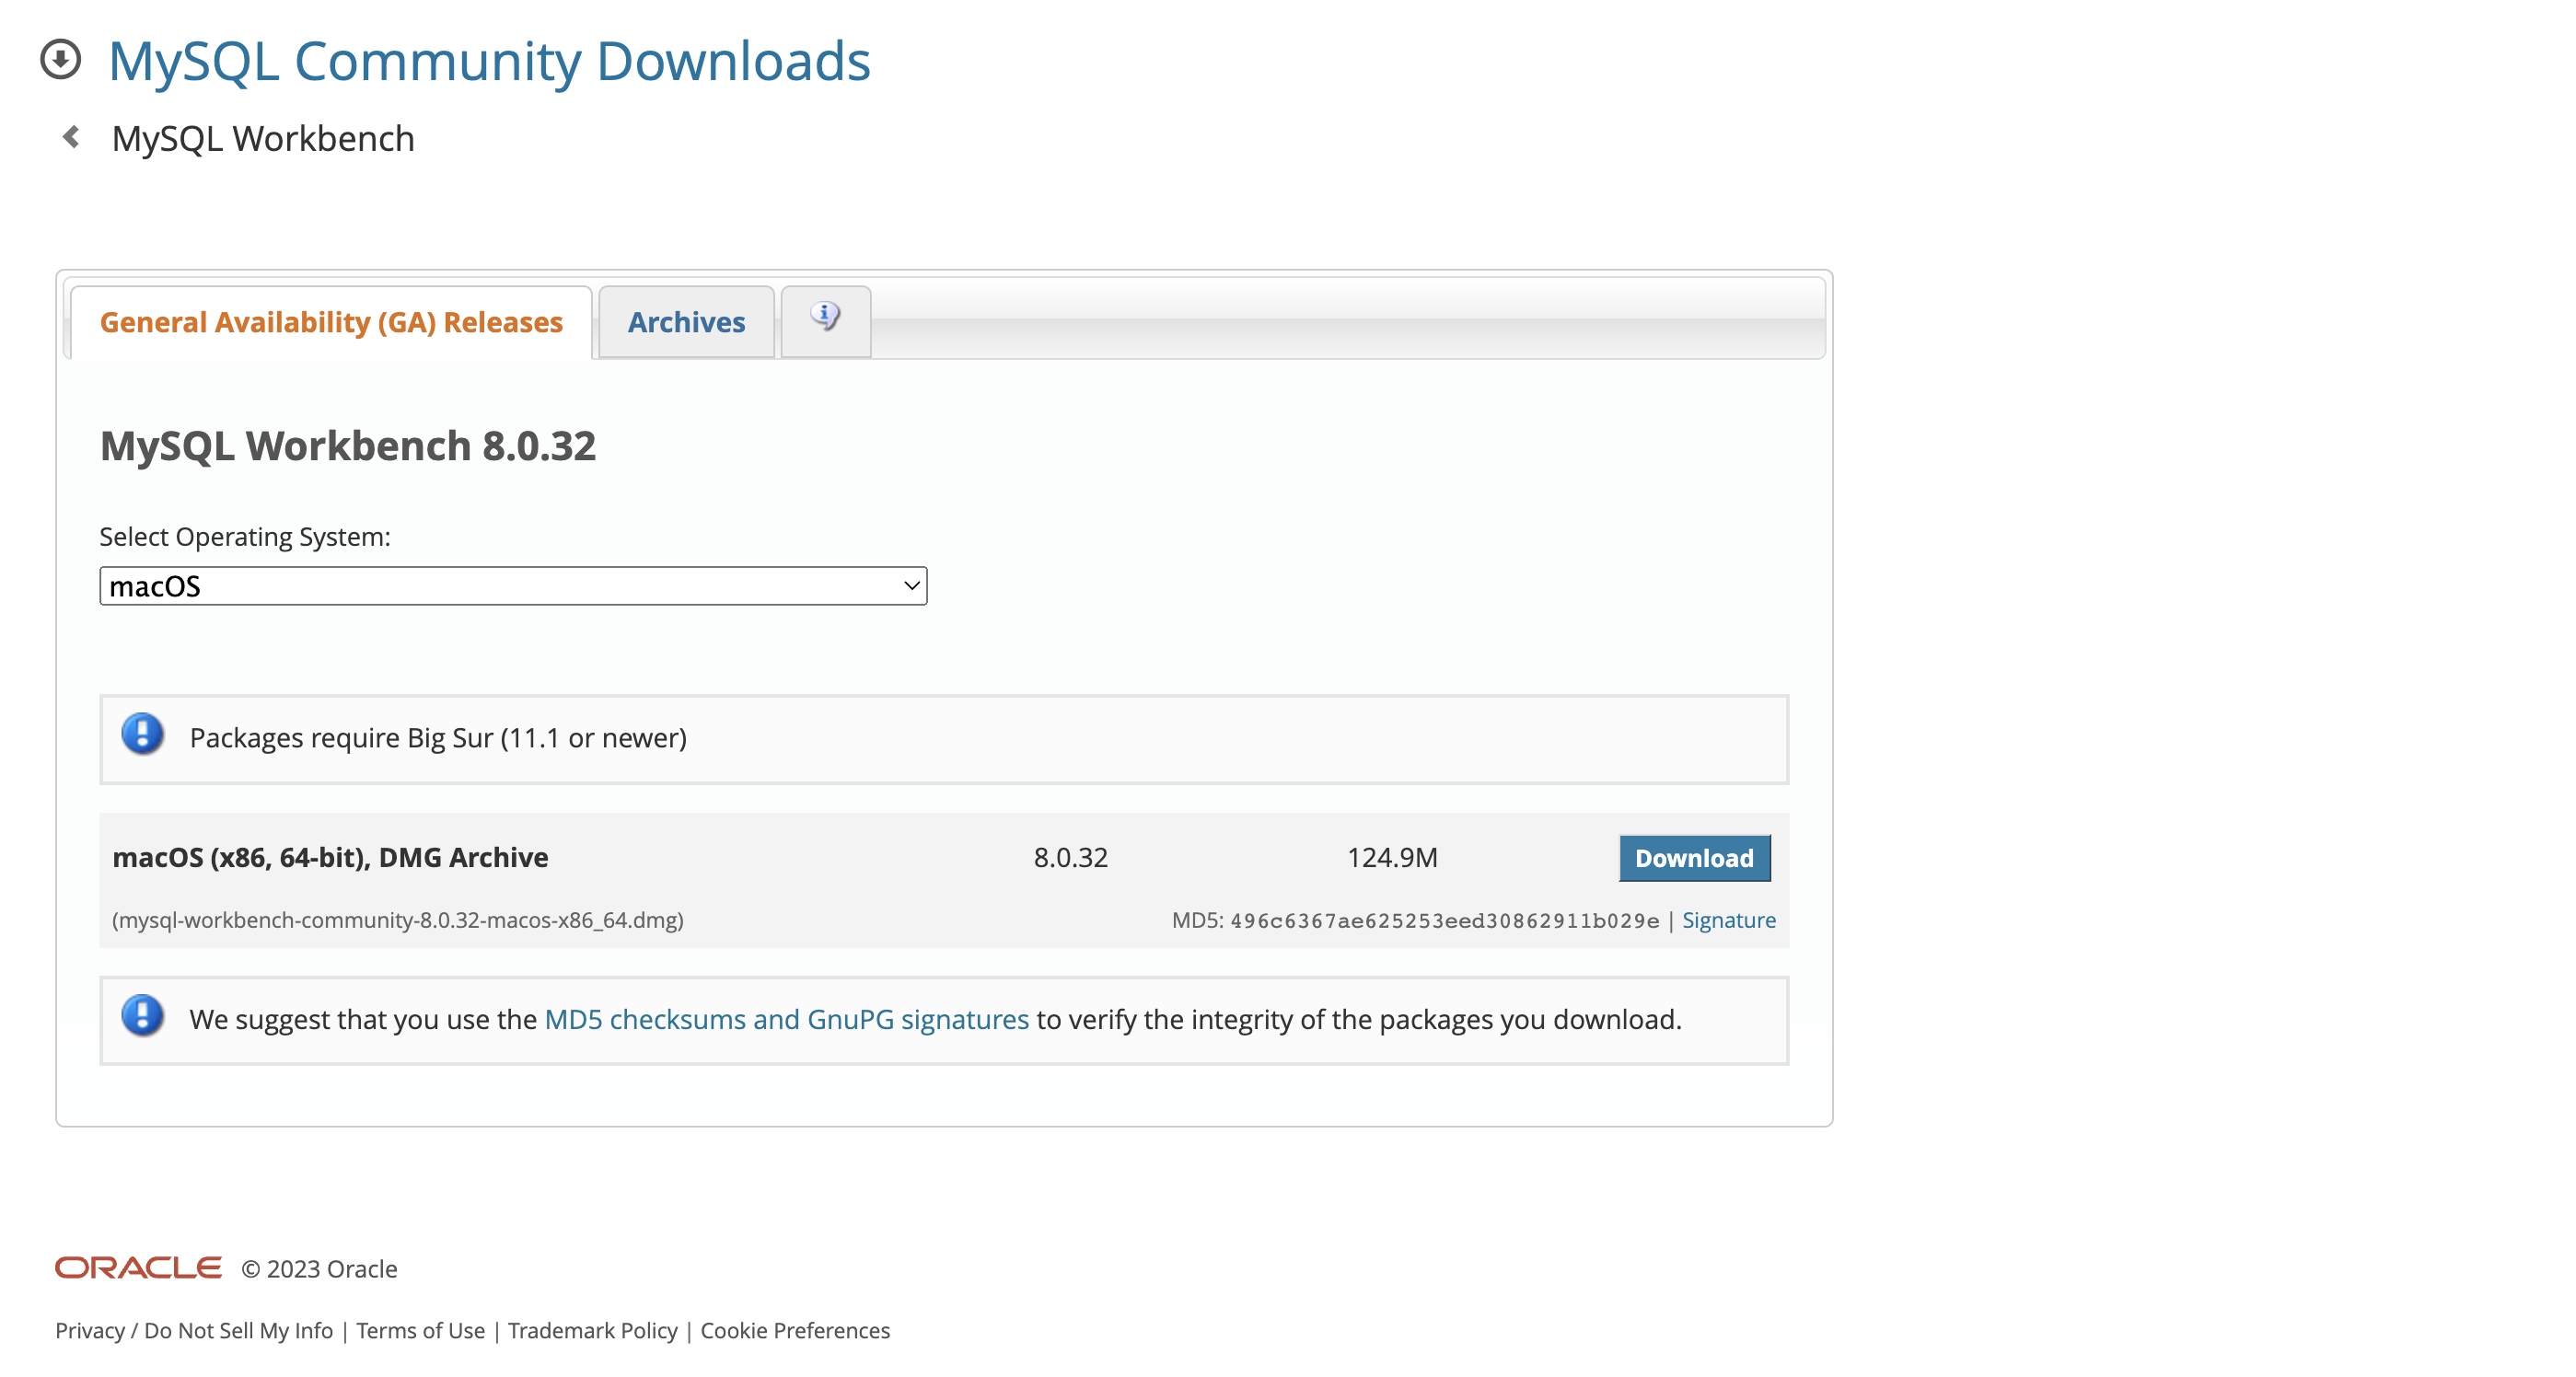 MySQL Community Downloads
MySQL Workbench
General Availability (GA) Releases
Archives
MySQL Workbench 8.0.32
Select Operating System:
macOS
Packages require Big Sur (11.1 or newer)
macOS (x86, 64-bit), DMG Archive 8.0.32 124.9M Download
(mysql-workbench-community-8.0.32-macos-x86_64.dmg) MD5: 496c6367ae625253eed30862911b029e | Signature
We suggest that you use the MD5 checksums and GnuPG signatures to verify the integrity of the packages you download.
ORACLE © 2023 Oracle
Privacy / Do Not Sell My Info | Terms of Use | Trademark Policy | Cookie Preferences